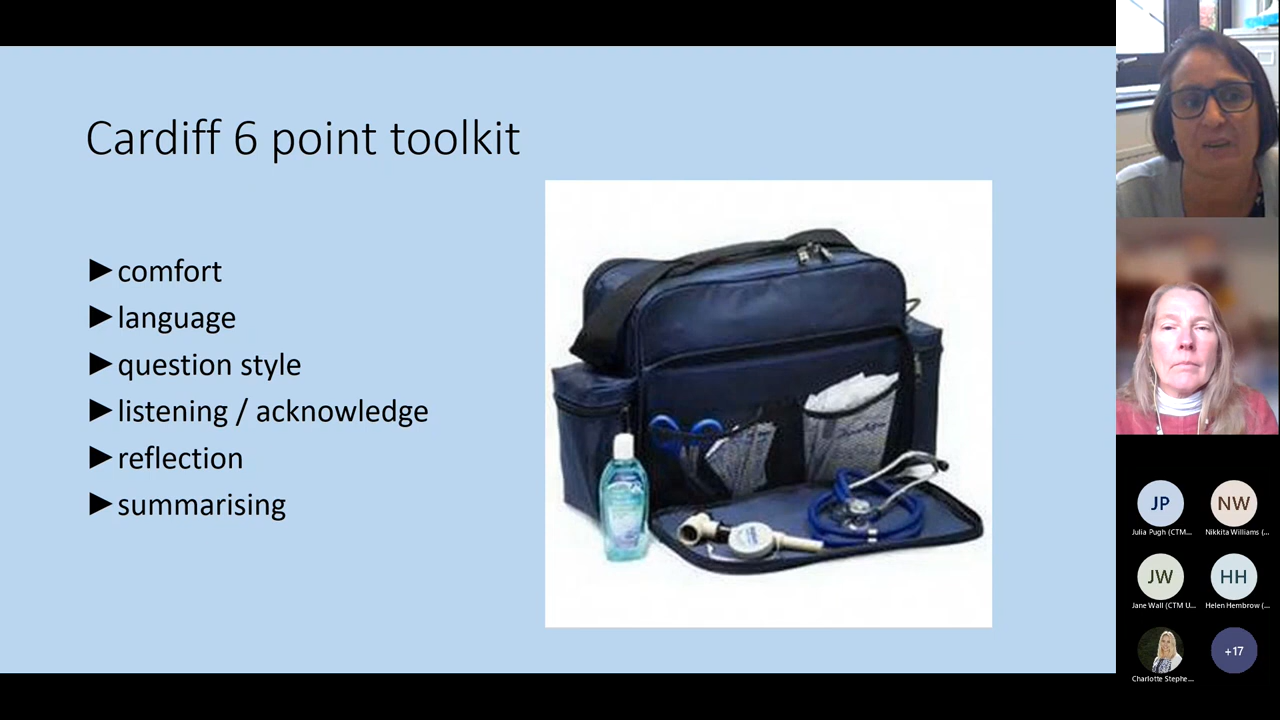 Cardiff 6 point toolkit
►comfort
►language
►question style
►listening / acknowledge
►reflection
►summarising
JP
NW
Julia Pugh (CTM...
Nikkita Williams (...
JW
HH
Jane Wall (CTM U...
Helen Hembrow (...
+17
Charlotte Stephe...